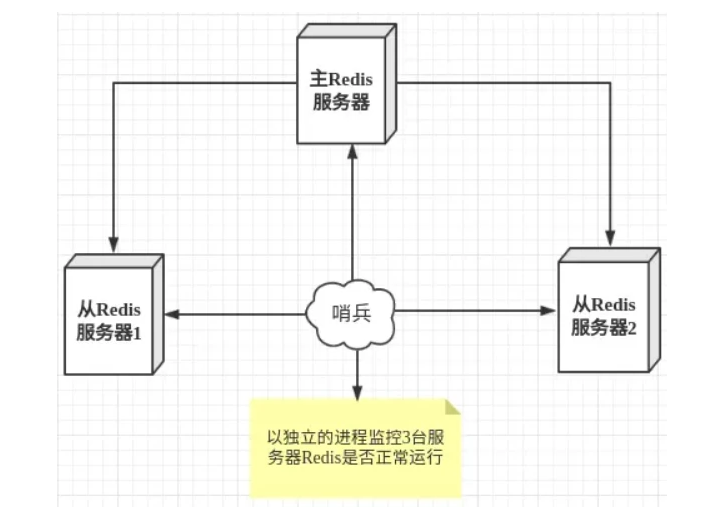 主Redis
服务器
从Redis
服务器1
哨兵
从Redis
服务器2
以独立的进程监控3台服
务器Redis是否正常运行